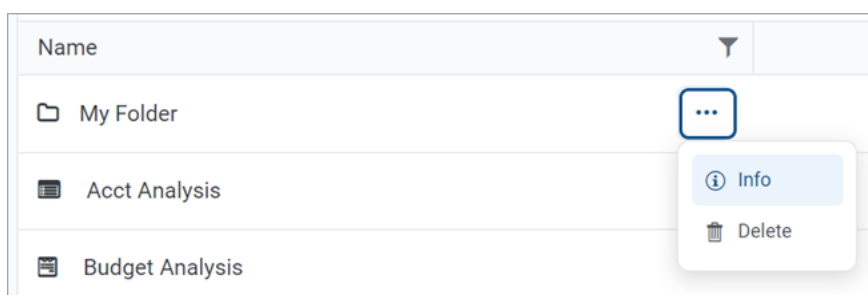 Name
My Folder
Info
Acct Analysis
Delete
Budget Analysis